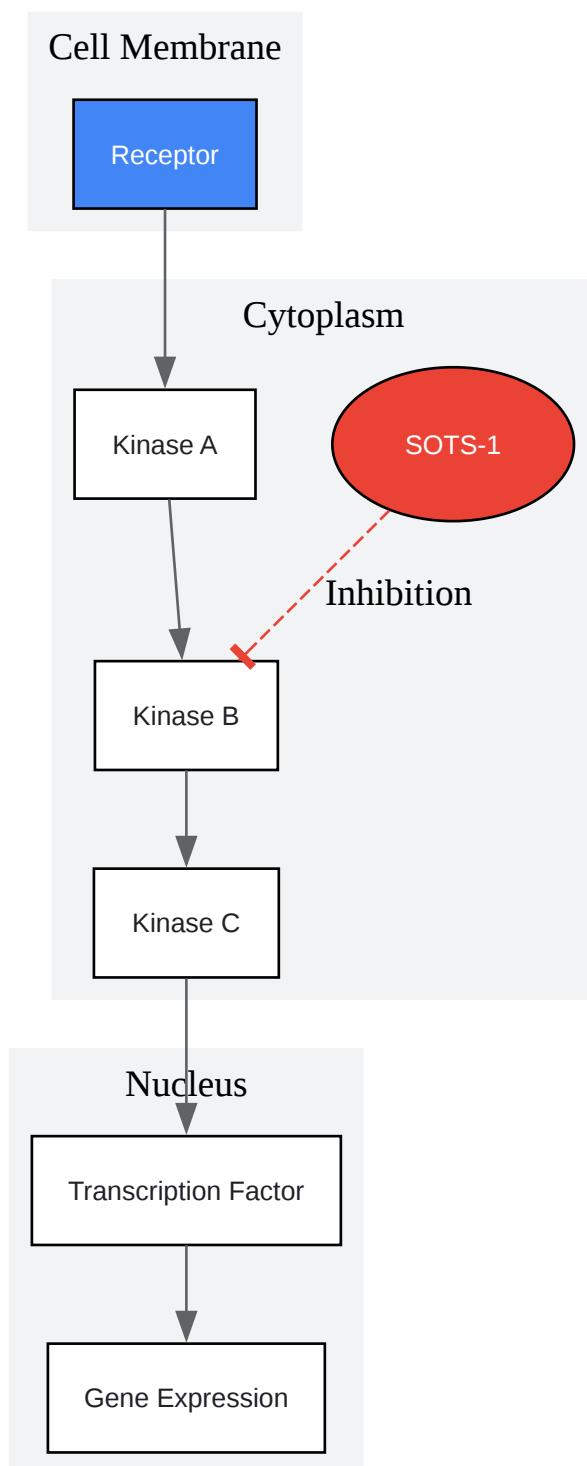 Cell Membrane
Receptor
Cytoplasm
Kinase A
SOTS-1
Inhibition
Kinase B
Kinase C
Nucleus
Transcription Factor
Gene Expression